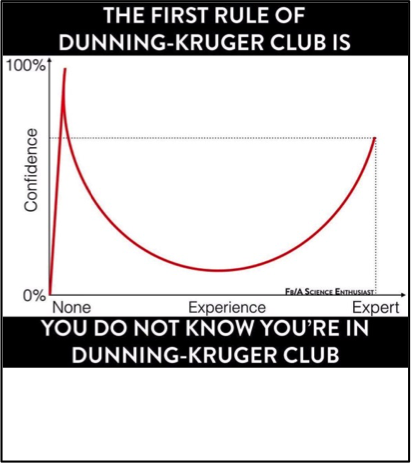 THE FIRST RULE OF
DUNNING-KRUGER CLUB IS
100%
Confidence
0%
FB/A SCIENCE ENTHUSIAST
None Experience Expert
YOU DO NOT KNOW YOU'RE IN
DUNNING-KRUGER CLUB